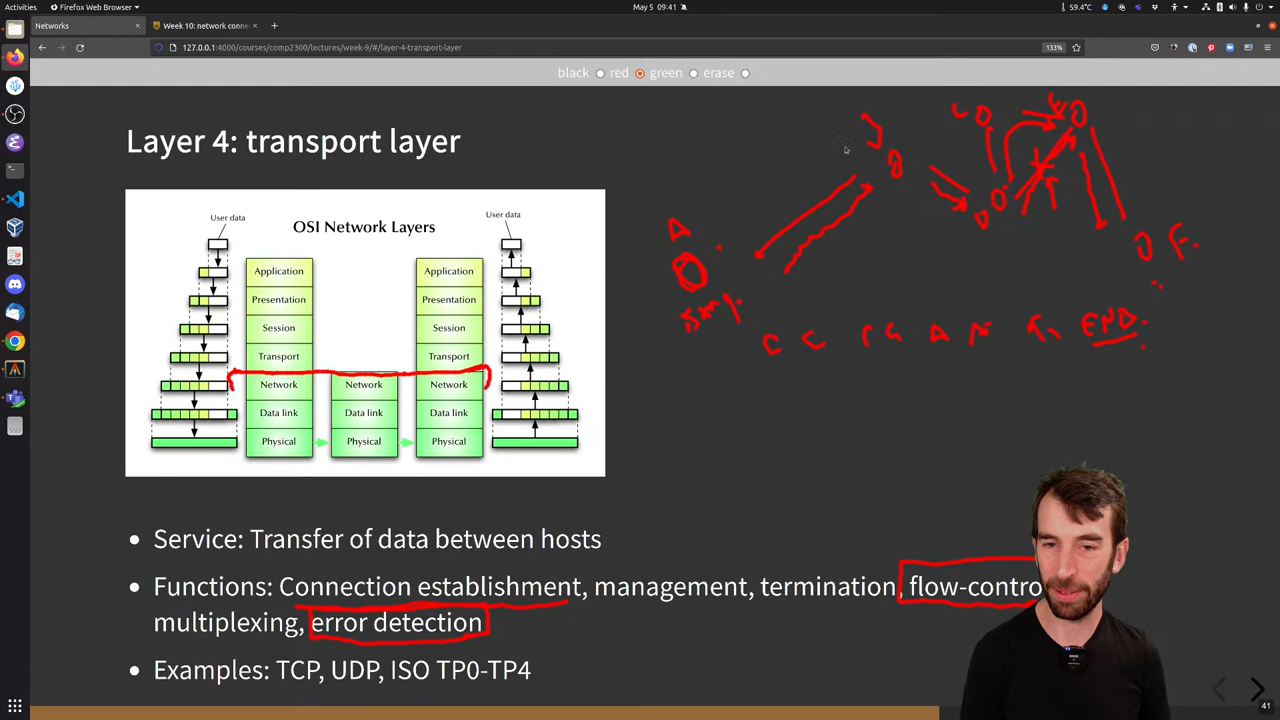 Activities
Firefox Web Browser
May 5 09:41
59.4°C
Networks
Week 10: network conne
127.0.0.1:4000/courses/comp2300/lectures/week-9/#/layer-4-transport-layer
133%
black red green erase
Layer 4: transport layer
User data
OSI Network Layers
User data
Application
Application
Presentation
Presentation
Session
Session
Transport
Transport
Network
Network
Network
Data link
Data link
Data link
Physical
Physical
Physical
A
B
D
F.
END.
• Service: Transfer of data between hosts
• Functions: Connection establishment, management, termination, flow-contro
multiplexing, error detection
• Examples: TCP, UDP, ISO TP0-TP4
41